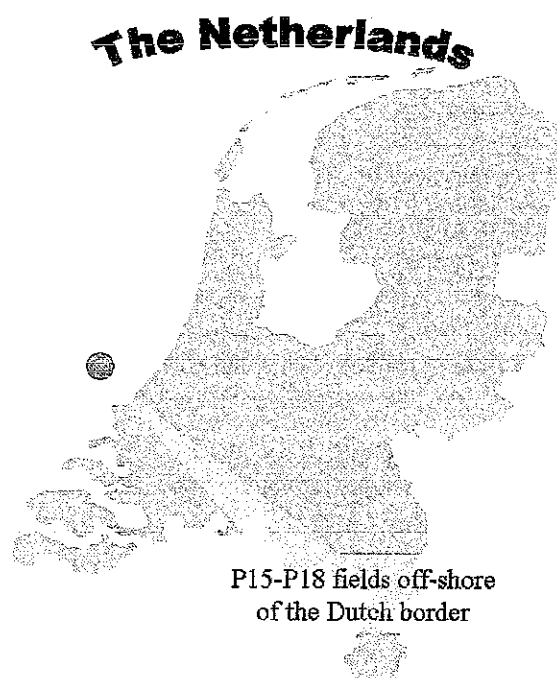 The Netherlands
P15-P18 fields off-shore
of the Dutch border